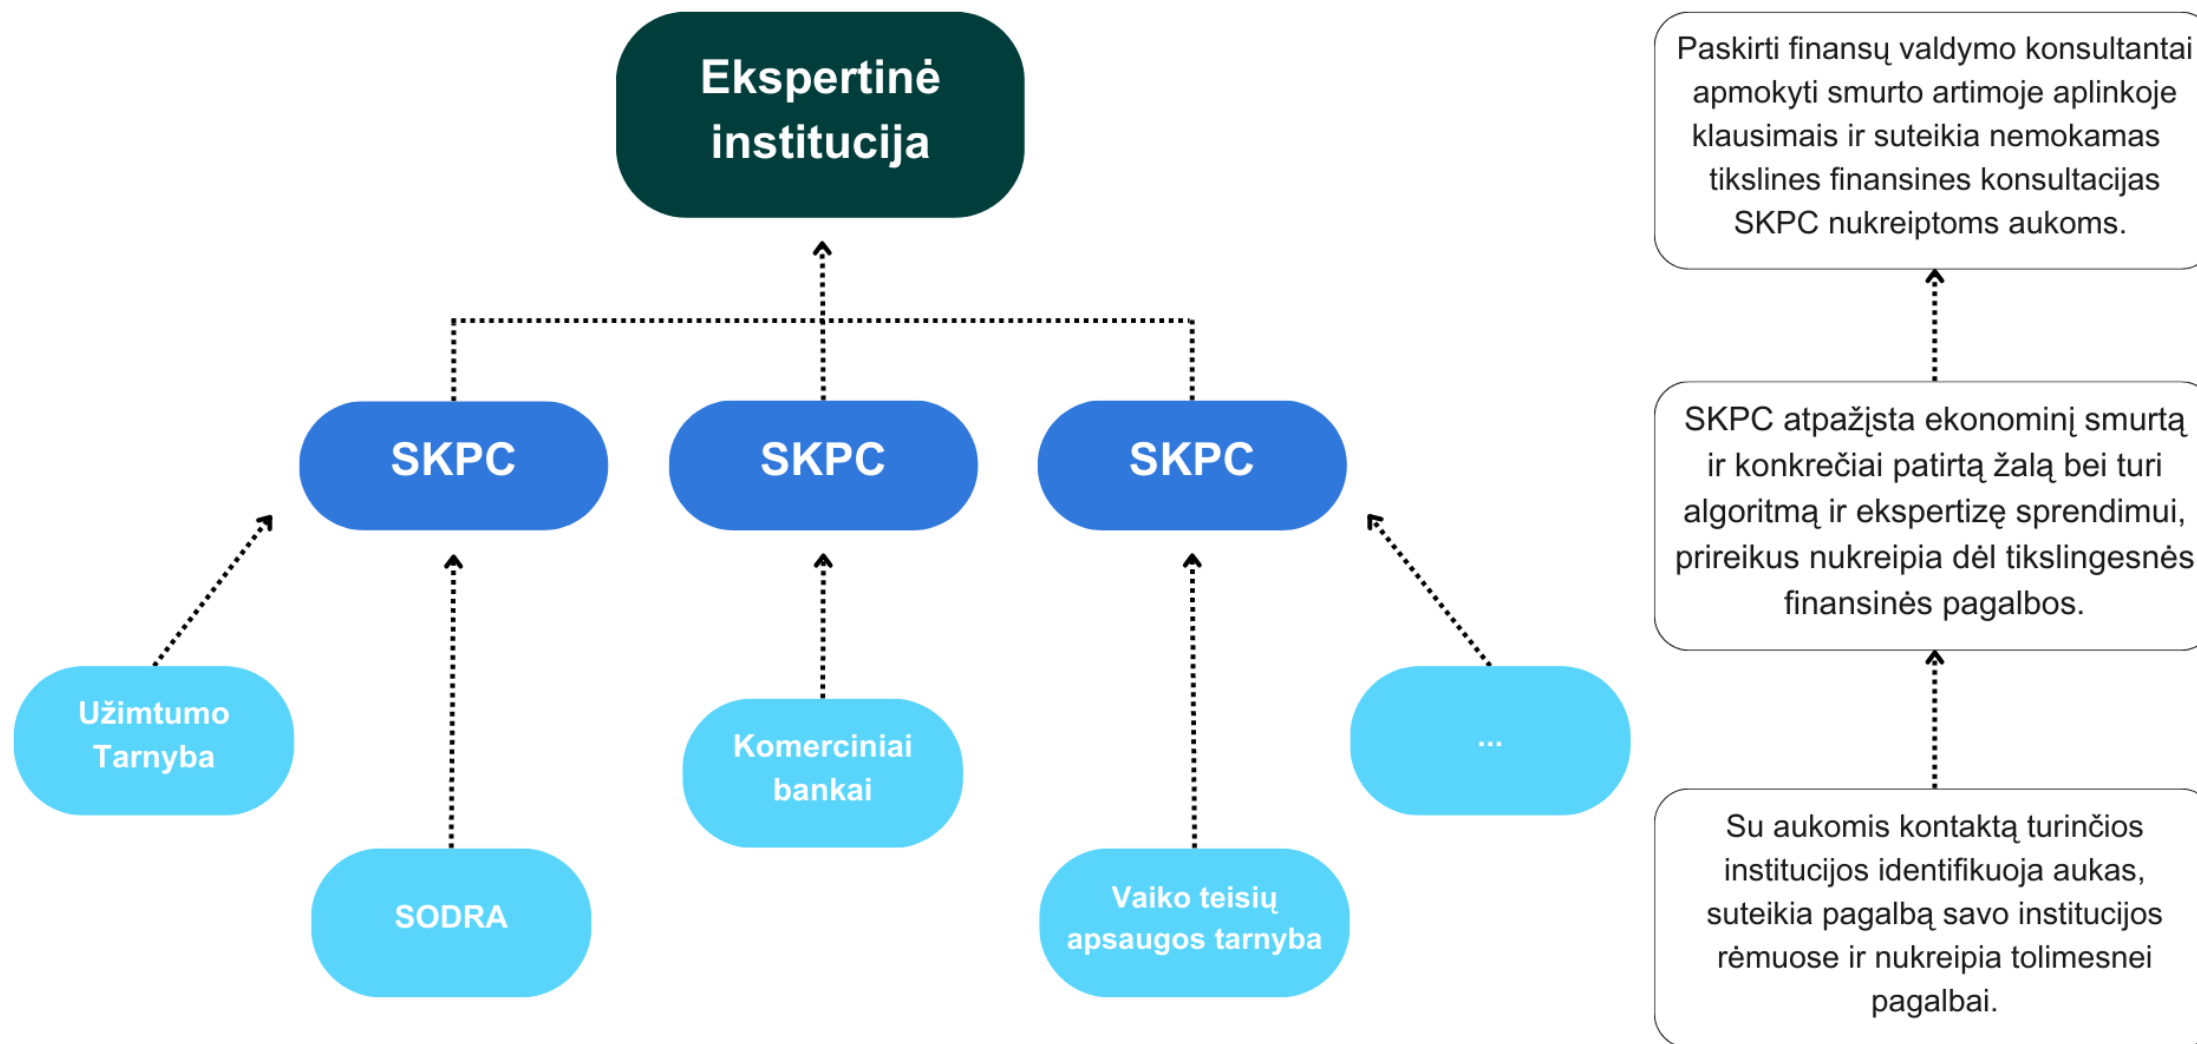 Ekspertinė
institucija
SKPC
SKPC
SKPC
Užimtumo
Tarnyba
SODRA
Komerciniai
bankai
Vaiko teisių
apsaugos tarnyba
...
Paskirti finansų valdymo konsultantai
apmokyti smurto artimoje aplinkoje
klausimais ir suteikia nemokamas
tikslines finansines konsultacijas
SKPC nukreiptoms aukoms.
SKPC atpažįsta ekonominį smurtą
ir konkrečiai patirtą žalą bei turi
algoritmą ir ekspertizę sprendimui,
prireikus nukreipia dėl tikslingesnės
finansinės pagalbos.
Su aukomis kontaktą turinčios
institucijos identifikuoja aukas,
suteikia pagalbą savo institucijos
rėmuose ir nukreipia tolimesnei
pagalbai.